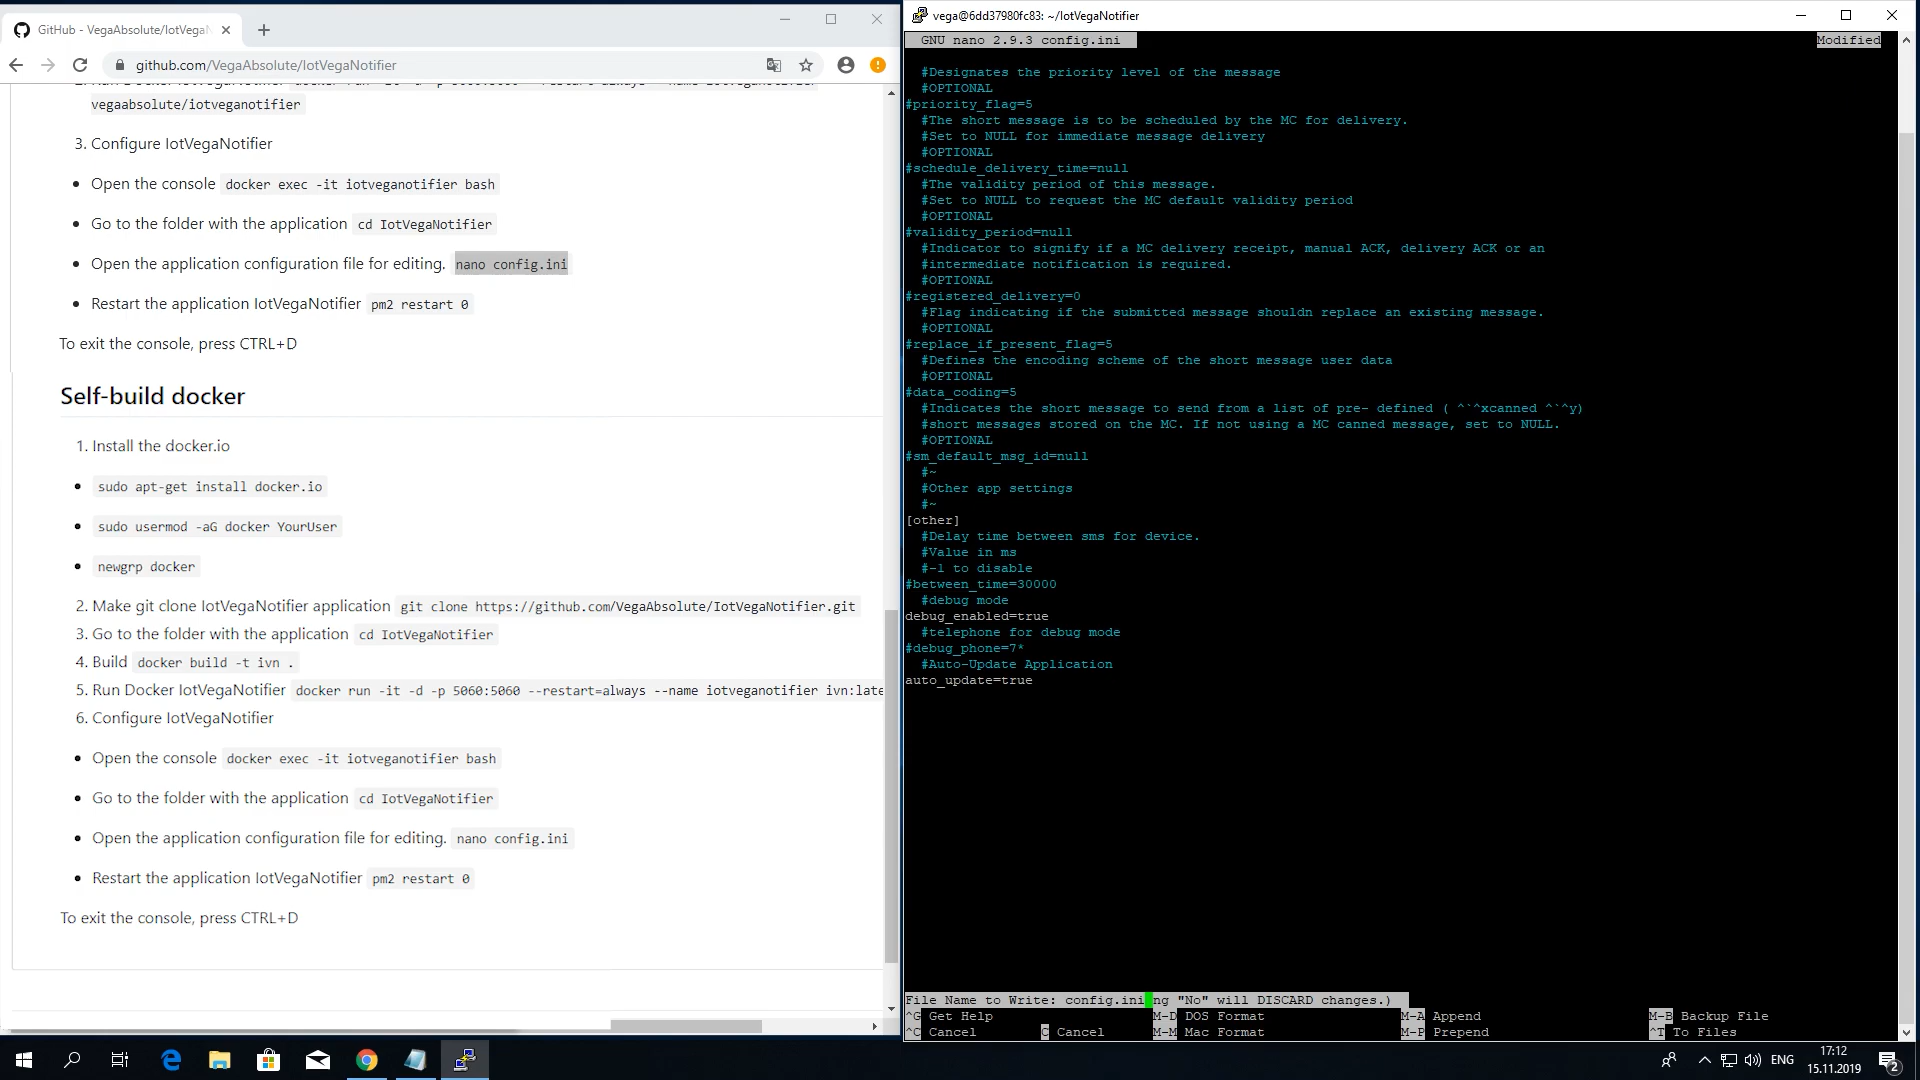 GitHub - VegaAbsolute/IotVegaN
github.com/VegaAbsolute/IotVegaNotifier
vegaabsolute/iotveganotifier
3. Configure IotVegaNotifier
Open the console docker exec -it iotveganotifier bash
Go to the folder with the application cd IotVegaNotifier
Open the application configuration file for editing. nano config.ini
Restart the application IotVegaNotifier pm2 restart 0
To exit the console, press CTRL+D
Self-build docker
1. Install the docker.io
sudo apt-get install docker.io
sudo usermod -aG docker YourUser
newgrp docker
2. Make git clone IotVegaNotifier application git clone https://github.com/VegaAbsolute/IotVegaNotifier.git
3. Go to the folder with the application cd IotVegaNotifier
4. Build docker build -t ivn .
5. Run Docker IotVegaNotifier docker run -it -d -p 5060:5060 --restart=always --name iotveganotifier ivn:late
6. Configure IotVegaNotifier
Open the console docker exec -it iotveganotifier bash
Go to the folder with the application cd IotVegaNotifier
Open the application configuration file for editing. nano config.ini
Restart the application IotVegaNotifier pm2 restart 0
To exit the console, press CTRL+D
vega@6dd37980fc83: ~/IotVegaNotifier
GNU nano 2.9.3 config.ini Modified
#Designates the priority level of the message
#OPTIONAL
#priority_flag=5
#The short message is to be scheduled by the MC for delivery.
#Set to NULL for immediate message delivery
#OPTIONAL
#schedule_delivery_time=null
#The validity period of this message.
#Set to NULL to request the MC default validity period
#OPTIONAL
#validity_period=null
#Indicator to signify if a MC delivery receipt, manual ACK, delivery ACK or an
#intermediate notification is required.
#OPTIONAL
#registered_delivery=0
#Flag indicating if the submitted message shouldn replace an existing message.
#OPTIONAL
#replace_if_present_flag=5
#Defines the encoding scheme of the short message user data
#OPTIONAL
#data_coding=5
#Indicates the short message to send from a list of pre- defined ( ^`^xcanned ^`^y)
#short messages stored on the MC. If not using a MC canned message, set to NULL.
#OPTIONAL
#sm_default_msg_id=null
#~
#Other app settings
#~
[other]
#Delay time between sms for device.
#Value in ms
#-1 to disable
#between_time=30000
#debug mode
debug_enabled=true
#telephone for debug mode
#debug_phone=7*
#Auto-Update Application
auto_update=true
File Name to Write: config.ini ng "No" will DISCARD changes.)
^G Get Help M-D DOS Format M-A Append M-B Backup File
^C Cancel C Cancel M-M Mac Format M-P Prepend ^T To Files
ENG
17:12
15.11.2019
2